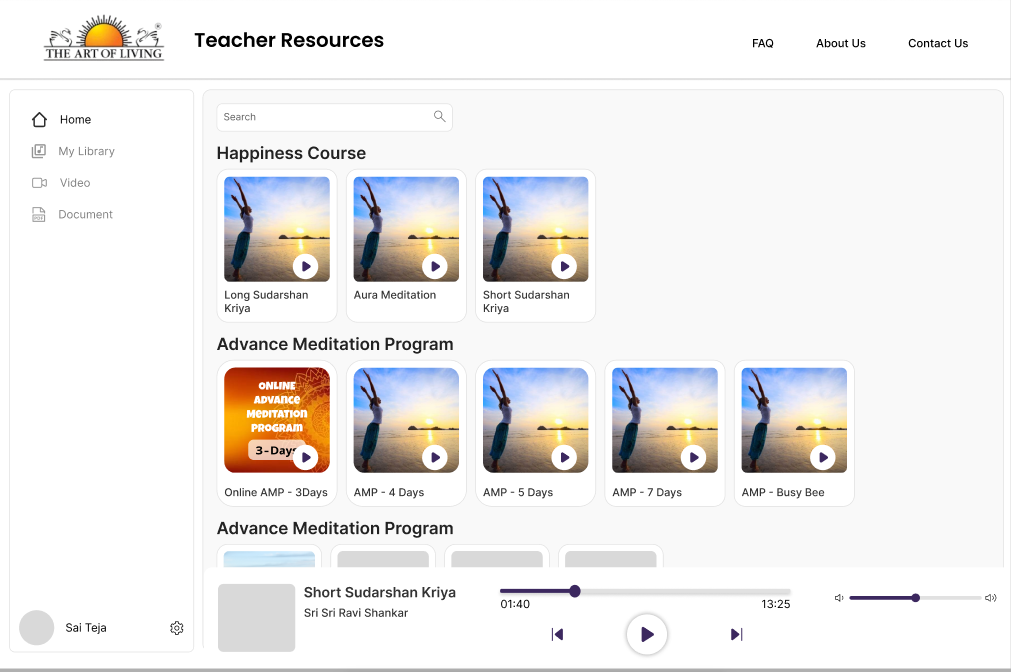 THE ART OF LIVING
Teacher Resources
FAQ
About Us
Contact Us
Home
My Library
Video
PDF
Document
Sai Teja
Search
Happiness Course
Long Sudarshan
Kriya
Aura Meditation
Short Sudarshan
Kriya
Advance Meditation Program
ONLINE
ADVANCE
MEDITATION
PROGRAM
3-Days
Online AMP - 3Days
AMP - 4 Days
AMP - 5 Days
AMP - 7 Days
AMP - Busy Bee
Advance Meditation Program
Short Sudarshan Kriya
Sri Sri Ravi Shankar
01:40
13:25